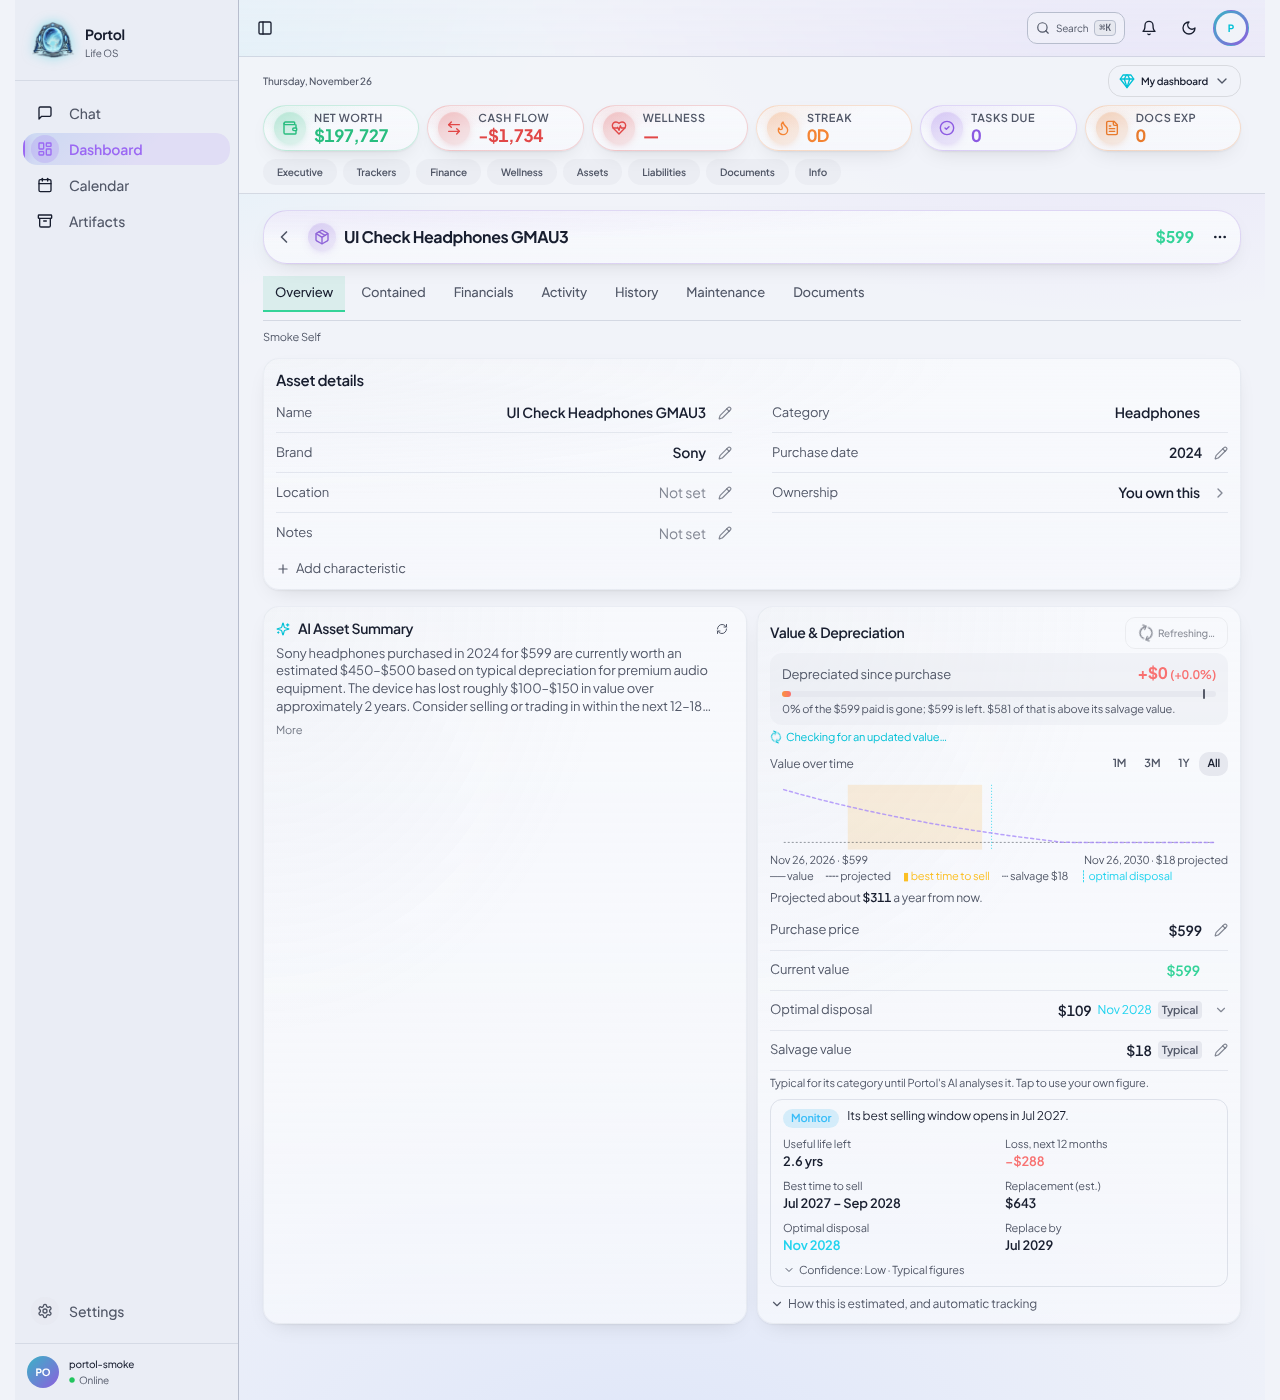 Portol
Life OS
Search ⌘K
P
Chat
Dashboard
Calendar
Artifacts
Settings
PO
portol-smoke
Online
Thursday, November 26
My dashboard
NET WORTH
$197,727
CASH FLOW
-$1,734
WELLNESS
—
STREAK
0D
TASKS DUE
0
DOCS EXP
0
Executive Trackers Finance Wellness Assets Liabilities Documents Info
UI Check Headphones GMAU3 $599
Overview Contained Financials Activity History Maintenance Documents
Smoke Self
Asset details
Name UI Check Headphones GMAU3
Category Headphones
Brand Sony
Purchase date 2024
Location Not set
Ownership You own this
Notes Not set
Add characteristic
AI Asset Summary
Sony headphones purchased in 2024 for $599 are currently worth an
estimated $450–$500 based on typical depreciation for premium audio
equipment. The device has lost roughly $100–$150 in value over
approximately 2 years. Consider selling or trading in within the next 12–18...
More
Value & Depreciation
Refreshing...
Depreciated since purchase +$0 (+0.0%)
0% of the $599 paid is gone; $599 is left. $581 of that is above its salvage value.
Checking for an updated value...
Value over time 1M 3M 1Y All
Nov 26, 2026 · $599 Nov 26, 2030 · $18 projected
value projected best time to sell salvage $18 optimal disposal
Projected about $311 a year from now.
Purchase price $599
Current value $599
Optimal disposal $109 Nov 2028 Typical
Salvage value $18 Typical
Typical for its category until Portol's AI analyses it. Tap to use your own figure.
Monitor Its best selling window opens in Jul 2027.
Useful life left
2.6 yrs
Loss, next 12 months
−$288
Best time to sell
Jul 2027 – Sep 2028
Replacement (est.)
$643
Optimal disposal
Nov 2028
Replace by
Jul 2029
Confidence: Low · Typical figures
How this is estimated, and automatic tracking